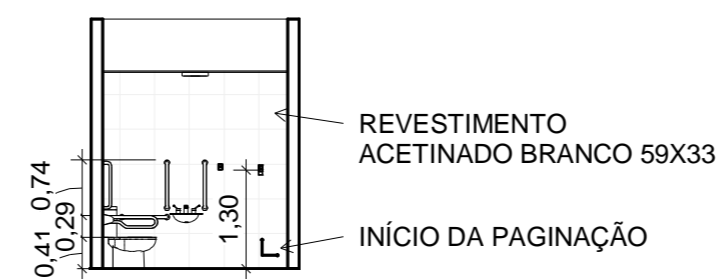 REVESTIMENTO
ACETINADO BRANCO 59X33
0,74
0,29
0,41
1,30
INÍCIO DA PAGINAÇÃO